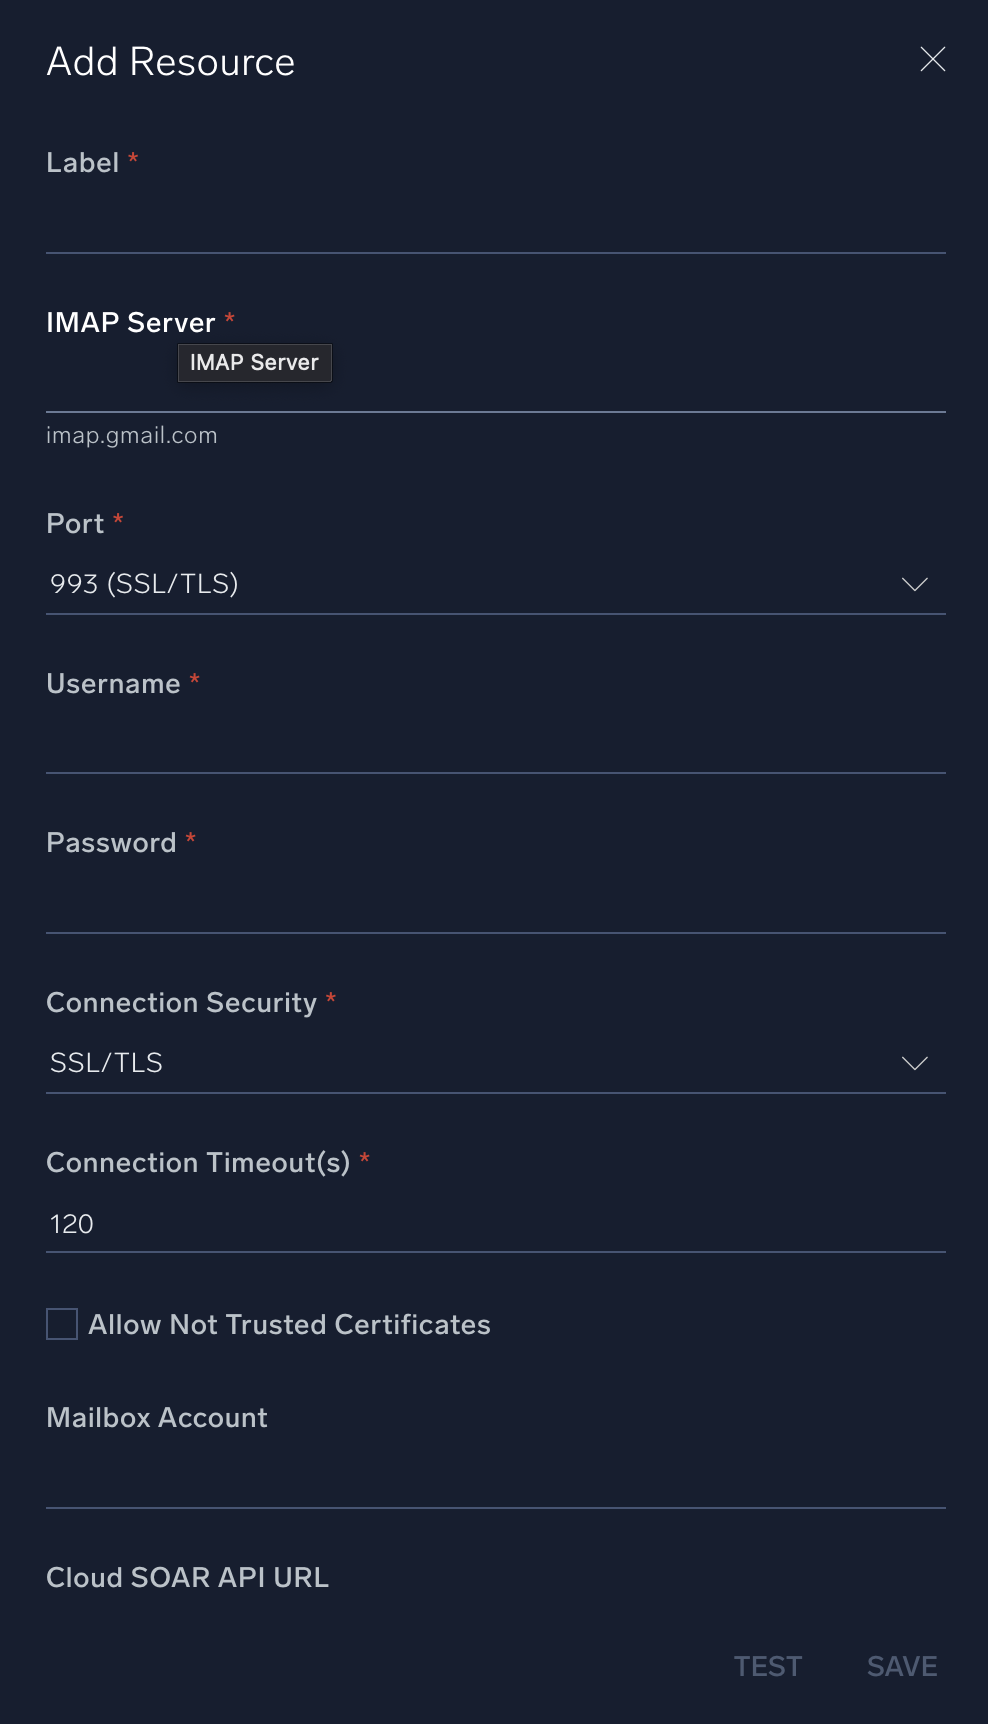 Add Resource
Label *
IMAP Server *
IMAP Server
imap.gmail.com
Port *
993 (SSL/TLS)
Username *
Password *
Connection Security *
SSL/TLS
Connection Timeout(s) *
120
Allow Not Trusted Certificates
Mailbox Account
Cloud SOAR API URL
TEST SAVE